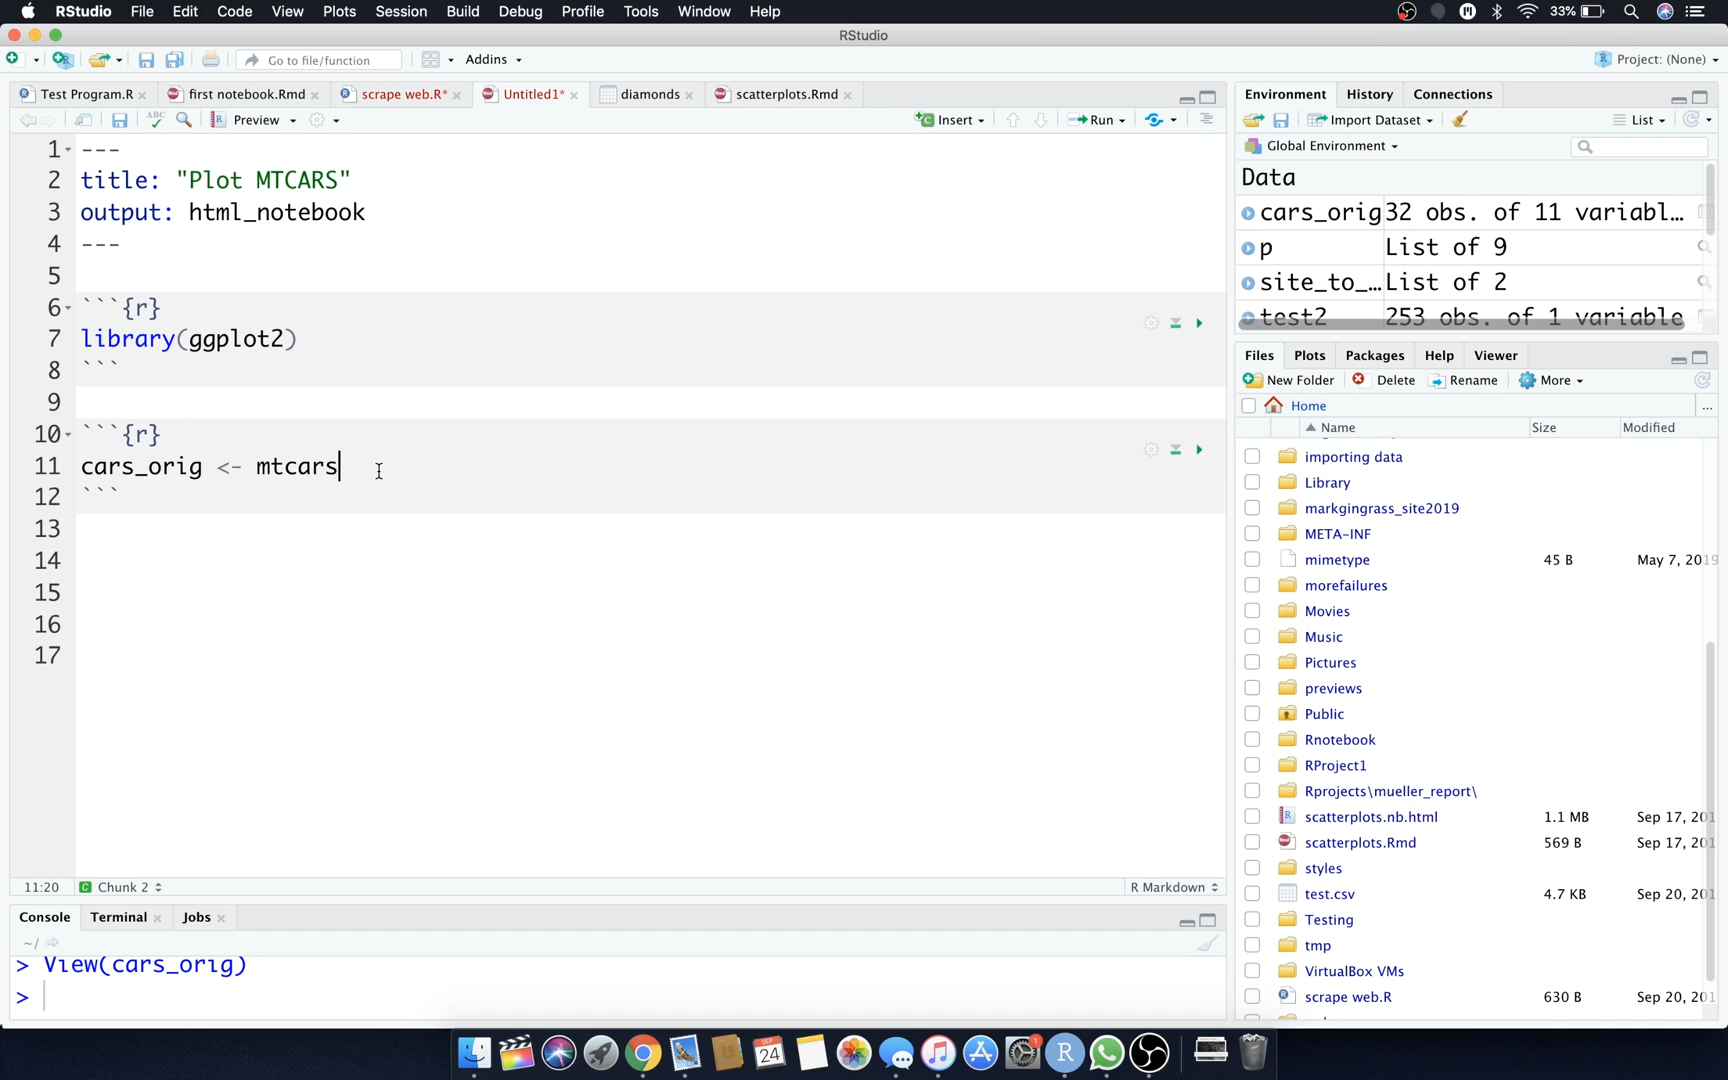 RStudio File Edit Code View Plots Session Build Debug Profile Tools Window Help 33%
RStudio
Go to file/function Addins Project: (None)
Test Program.R first notebook.Rmd scrape web.R* Untitled1* diamonds scatterplots.Rmd
ABC Preview Insert Run
1 ---
2 title: "Plot MTCARS"
3 output: html_notebook
4 ---
5
6 ```{r}
7 library(ggplot2)
8 ```
9
10 ```{r}
11 cars_orig <- mtcars
12 ```
13
14
15
16
17
11:20 Chunk 2 R Markdown
Console Terminal Jobs
~/
> View(cars_orig)
>
Environment History Connections
Import Dataset List
Global Environment
Data
cars_orig 32 obs. of 11 variabl…
p List of 9
site_to_… List of 2
test2 253 obs. of 1 variable
Files Plots Packages Help Viewer
New Folder Delete Rename More
Home ...
Name Size Modified
importing data
Library
markgingrass_site2019
META-INF
mimetype 45 B May 7, 2019
morefailures
Movies
Music
Pictures
previews
Public
Rnotebook
RProject1
Rprojects\mueller_report\
scatterplots.nb.html 1.1 MB Sep 17, 201
scatterplots.Rmd 569 B Sep 17, 201
styles
test.csv 4.7 KB Sep 20, 201
Testing
tmp
VirtualBox VMs
scrape web.R 630 B Sep 20, 201
SEP
24
1
R